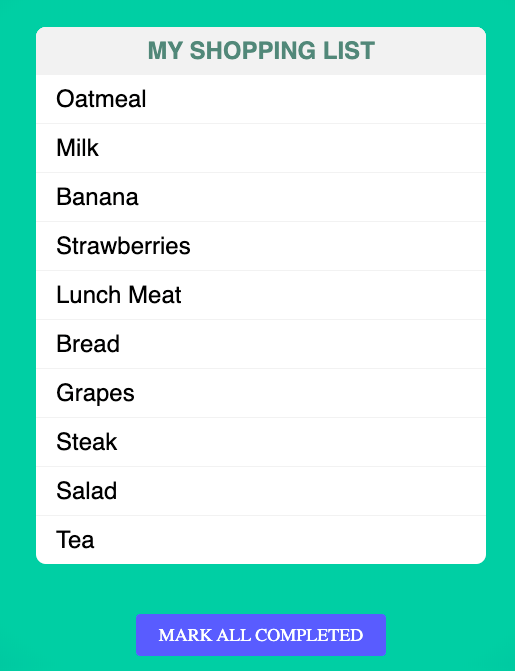 MY SHOPPING LIST
Oatmeal
Milk
Banana
Strawberries
Lunch Meat
Bread
Grapes
Steak
Salad
Tea
MARK ALL COMPLETED